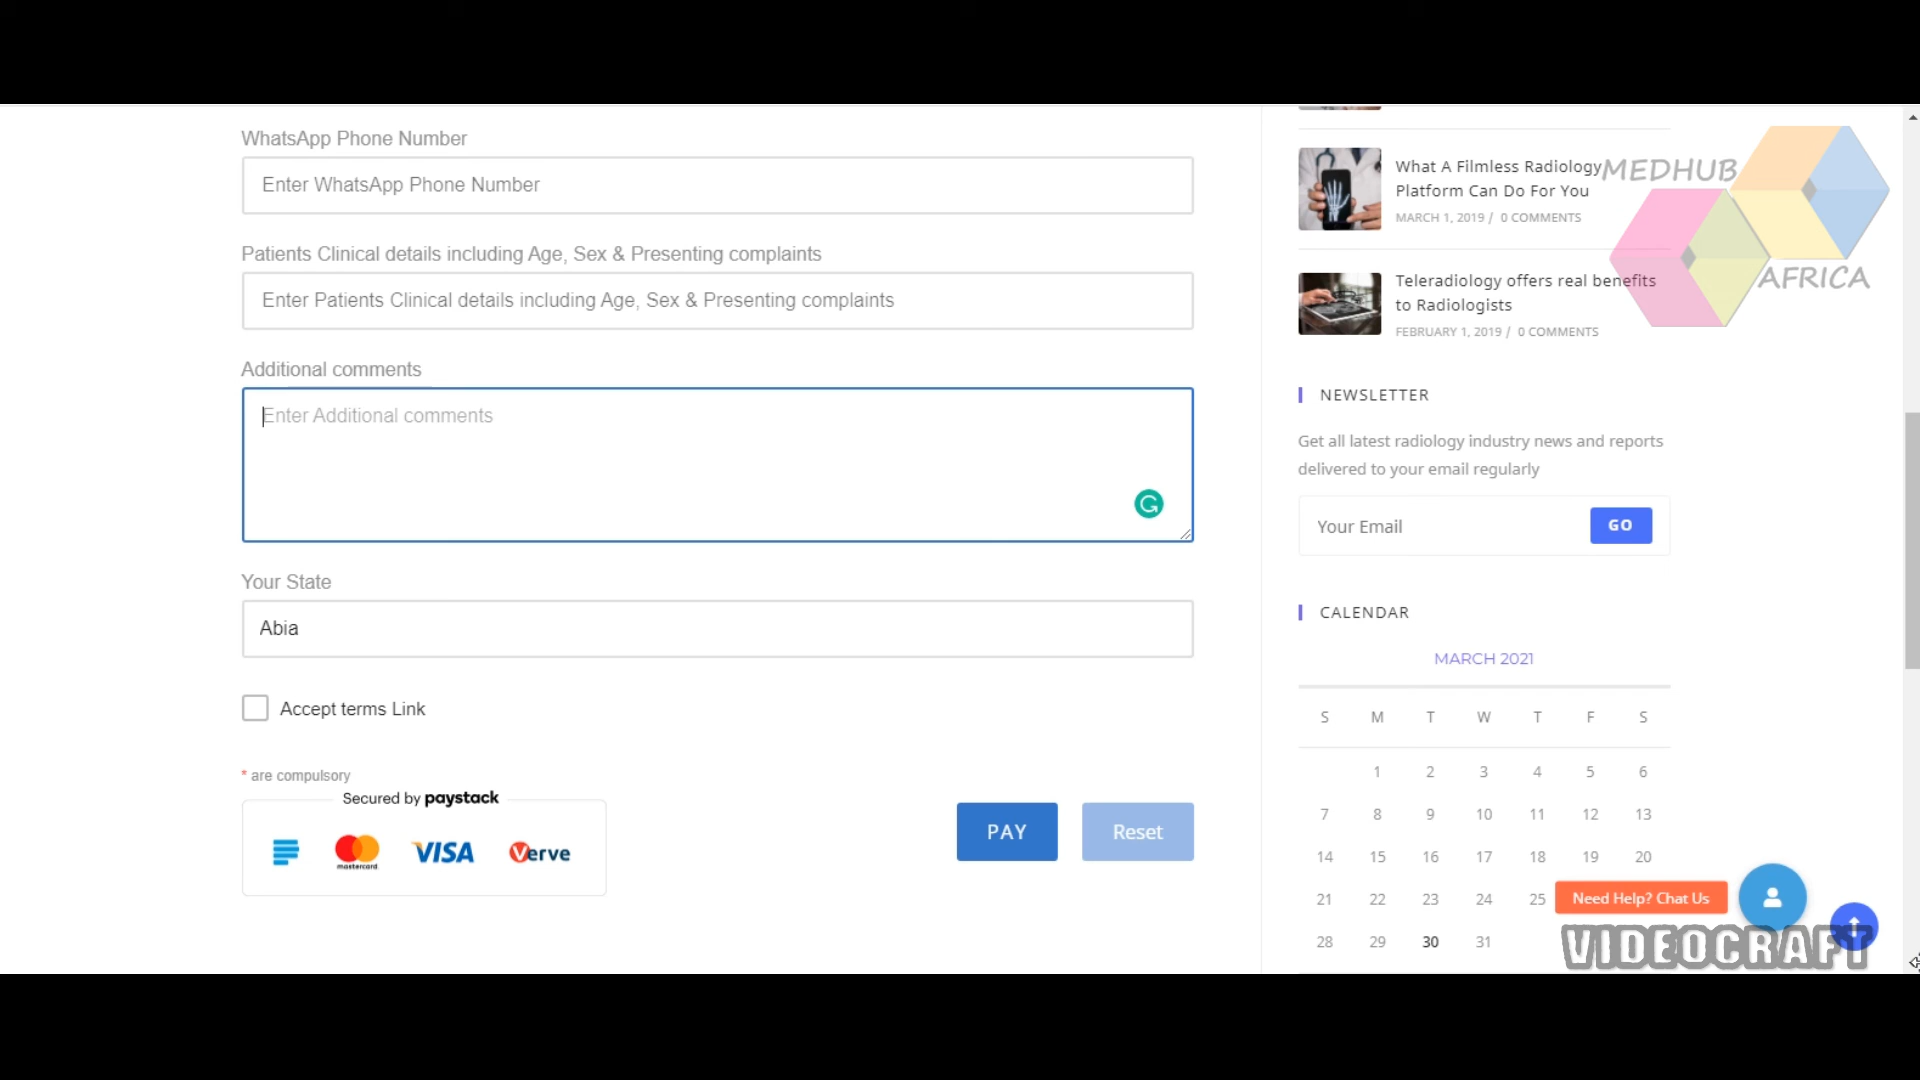 WhatsApp Phone Number
Enter WhatsApp Phone Number
Patients Clinical details including Age, Sex & Presenting complaints
Enter Patients Clinical details including Age, Sex & Presenting complaints
Additional comments
Enter Additional comments
Your State
Abia
Accept terms Link
* are compulsory
Secured by paystack
mastercard
VISA
Verve
PAY
Reset
What A Filmless Radiology
Platform Can Do For You
MARCH 1, 2019 / 0 COMMENTS
Teleradiology offers real benefits
to Radiologists
FEBRUARY 1, 2019 / 0 COMMENTS
MEDHUB
AFRICA
NEWSLETTER
Get all latest radiology industry news and reports
delivered to your email regularly
Your Email
GO
CALENDAR
MARCH 2021
S M T W T F S
1 2 3 4 5 6
7 8 9 10 11 12 13
14 15 16 17 18 19 20
21 22 23 24 25
Need Help? Chat Us
28 29 30 31
VIDEOCRAFT